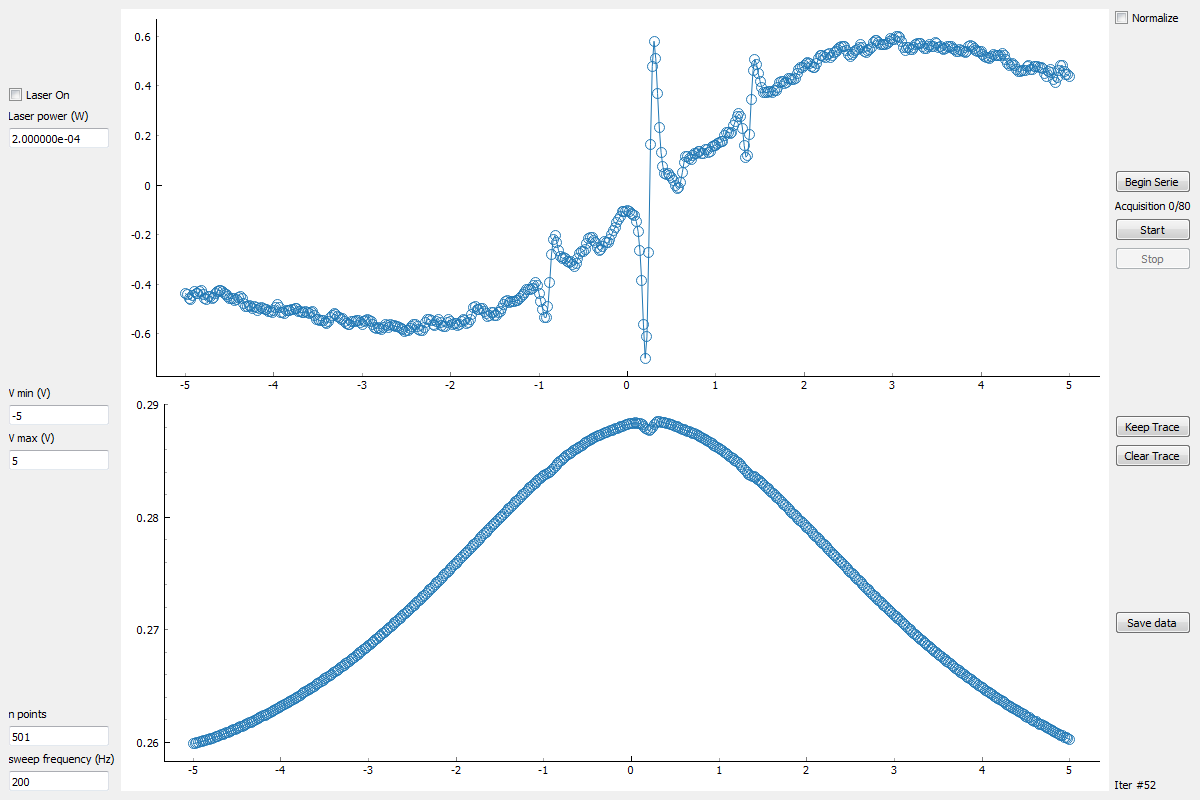 Laser On
Laser power (W)
2.000000e-04
V min (V)
-5
V max (V)
5
n points
501
sweep frequency (Hz)
200
0.6
0.4
0.2
0
-0.2
-0.4
-0.6
-5 -4 -3 -2 -1 0 1 2 3 4 5
0.29
0.28
0.27
0.26
-5 -4 -3 -2 -1 0 1 2 3 4 5
Normalize
Begin Serie
Acquisition 0/80
Start
Stop
Keep Trace
Clear Trace
Save data
Iter #52